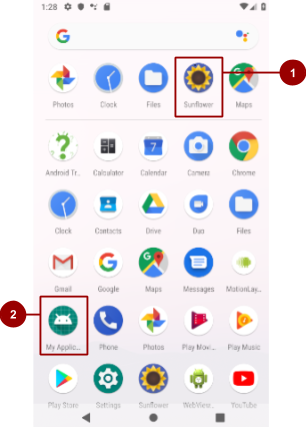 1:28
G
Photos Clock Files Sunflower Maps
1
Android Tr.. Calculator Calendar Camera Chrome
7
Clock Contacts Drive Duo Files
Gmail Google Maps Messages MotionLay..
2
My Applic.. Phone Photos Play Movi.. Play Music
Play Store Settings Sunflower WebView.. YouTube